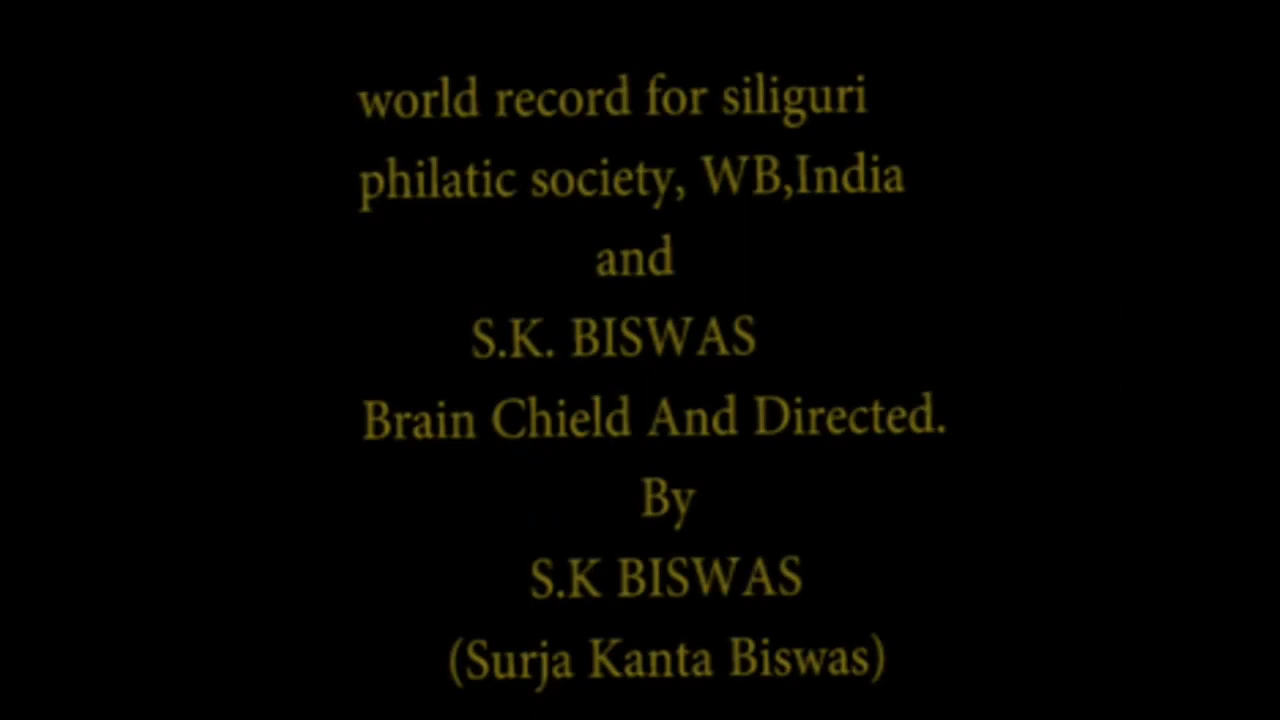 world record for siliguri
philatic society, WB,India
and
S.K. BISWAS
Brain Chield And Directed.
By
S.K BISWAS
(Surja Kanta Biswas)